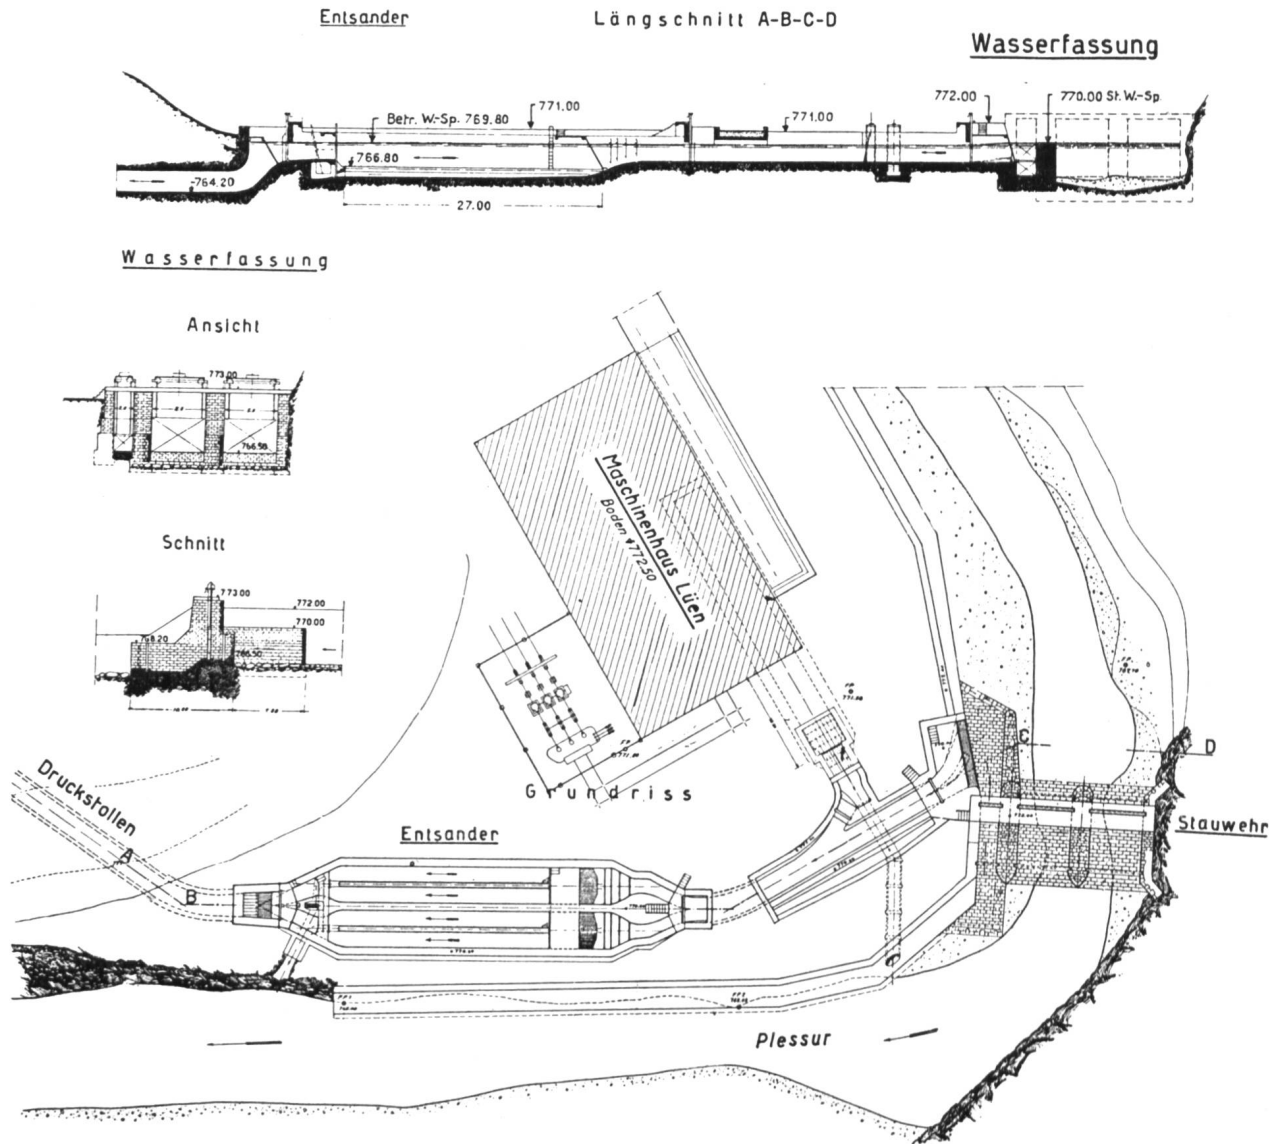 Entsander
Längschnitt A-B-C-D
Wasserfassung
Betr. W.-Sp. 769.80
771.00
771.00
772.00
770.00 St. W.-Sp.
766.80
764.20
27.00
Wasserfassung
Ansicht
773.00
766.50
Schnitt
773.00
772.00
770.00
768.20
766.50
Maschinenhaus Lüen
Boden 772.50
Grundriss
C
D
Stauwehr
Druckstollen
A
B
Entsander
Plessur